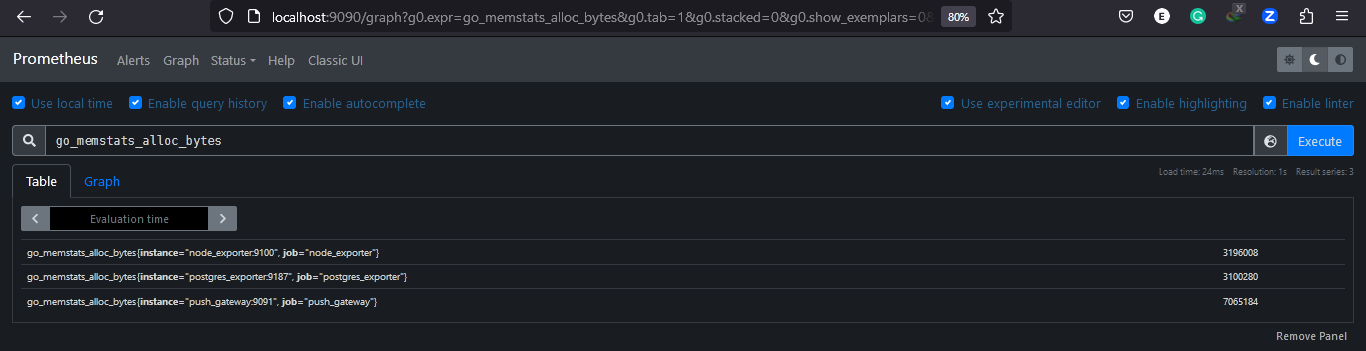 localhost:9090/graph?g0.expr=go_memstats_alloc_bytes&g0.tab=1&g0.stacked=0&g0.show_exemplars=0& 80%
Prometheus Alerts Graph Status Help Classic UI
Use local time Enable query history Enable autocomplete Use experimental editor Enable highlighting Enable linter
go_memstats_alloc_bytes Execute
Table Graph Load time: 24ms Resolution: 1s Result series: 3
Evaluation time
go_memstats_alloc_bytes{instance="node_exporter:9100", job="node_exporter"} 3196008
go_memstats_alloc_bytes{instance="postgres_exporter:9187", job="postgres_exporter"} 3100280
go_memstats_alloc_bytes{instance="push_gateway:9091", job="push_gateway"} 7065184
Remove Panel